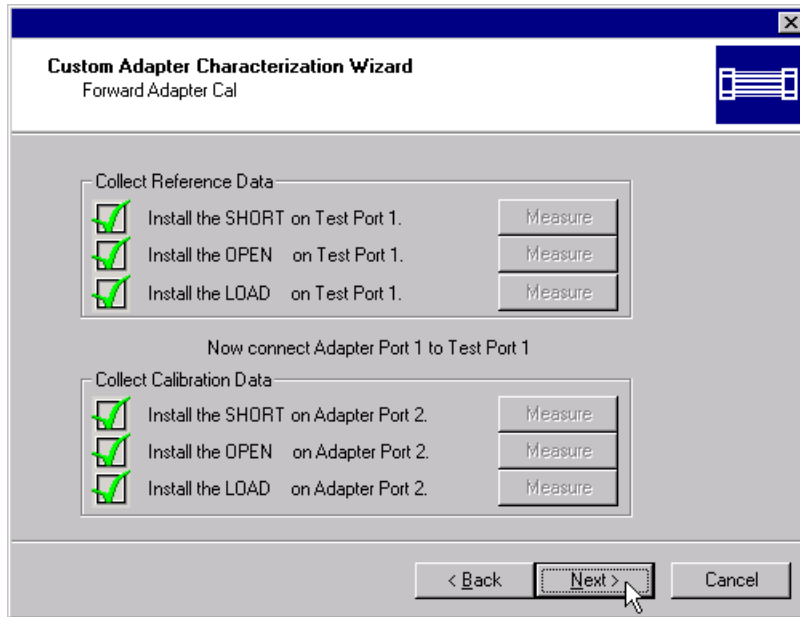 Custom Adapter Characterization Wizard
Forward Adapter Cal
Collect Reference Data
Install the SHORT on Test Port 1. Measure
Install the OPEN on Test Port 1. Measure
Install the LOAD on Test Port 1. Measure
Now connect Adapter Port 1 to Test Port 1
Collect Calibration Data
Install the SHORT on Adapter Port 2. Measure
Install the OPEN on Adapter Port 2. Measure
Install the LOAD on Adapter Port 2. Measure
< Back Next > Cancel